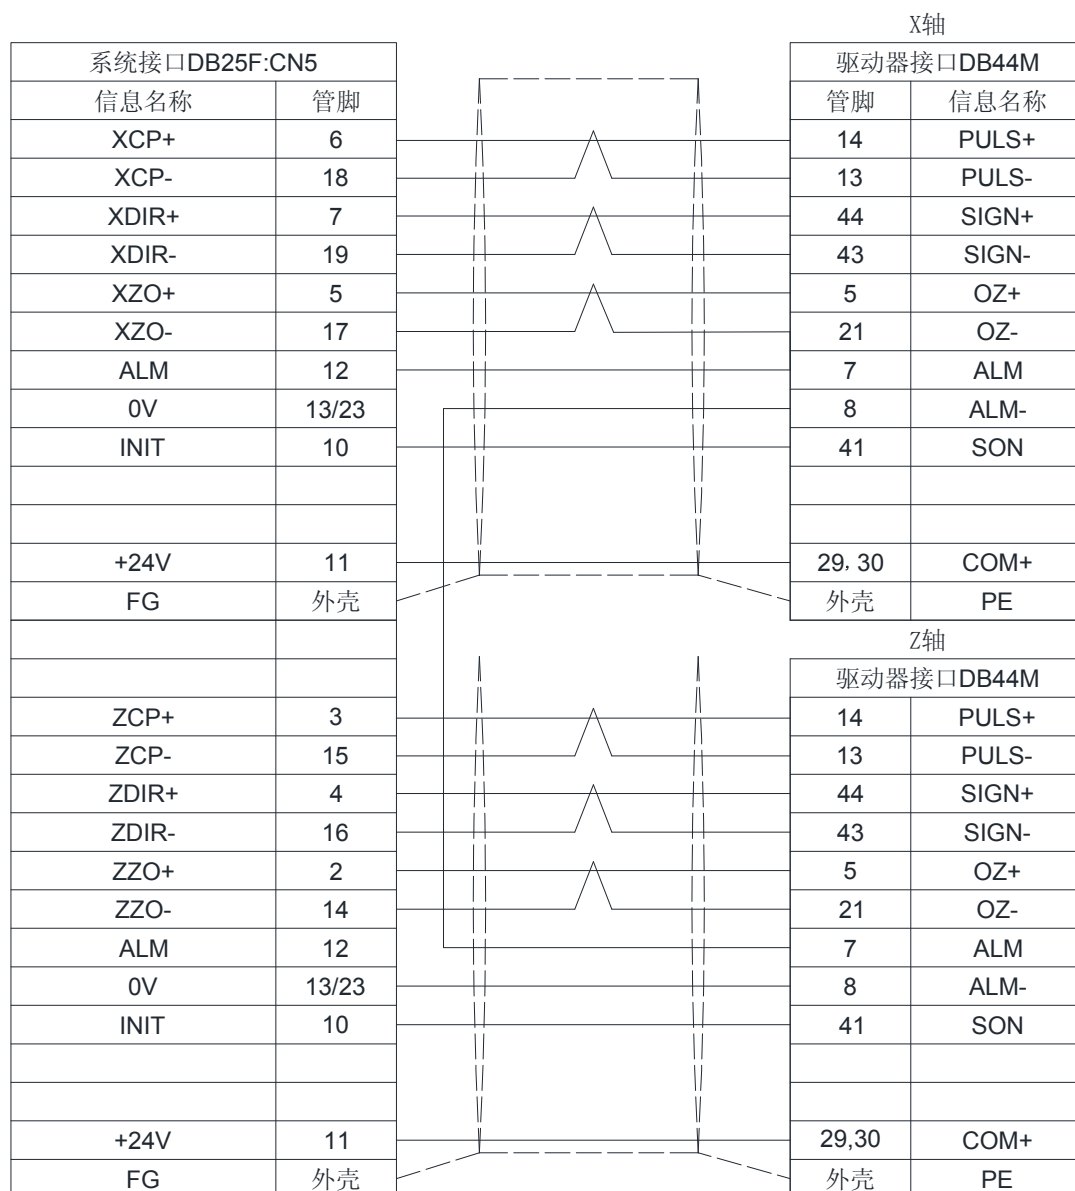 X轴
系统接口DB25F:CN5 驱动器接口DB44M
信息名称 管脚 管脚 信息名称
XCP+ 6 14 PULS+
XCP- 18 13 PULS-
XDIR+ 7 44 SIGN+
XDIR- 19 43 SIGN-
XZO+ 5 5 OZ+
XZO- 17 21 OZ-
ALM 12 7 ALM
0V 13/23 8 ALM-
INIT 10 41 SON
+24V 11 29, 30 COM+
FG 外壳 外壳 PE
Z轴
驱动器接口DB44M
ZCP+ 3 14 PULS+
ZCP- 15 13 PULS-
ZDIR+ 4 44 SIGN+
ZDIR- 16 43 SIGN-
ZZO+ 2 5 OZ+
ZZO- 14 21 OZ-
ALM 12 7 ALM
0V 13/23 8 ALM-
INIT 10 41 SON
+24V 11 29,30 COM+
FG 外壳 外壳 PE